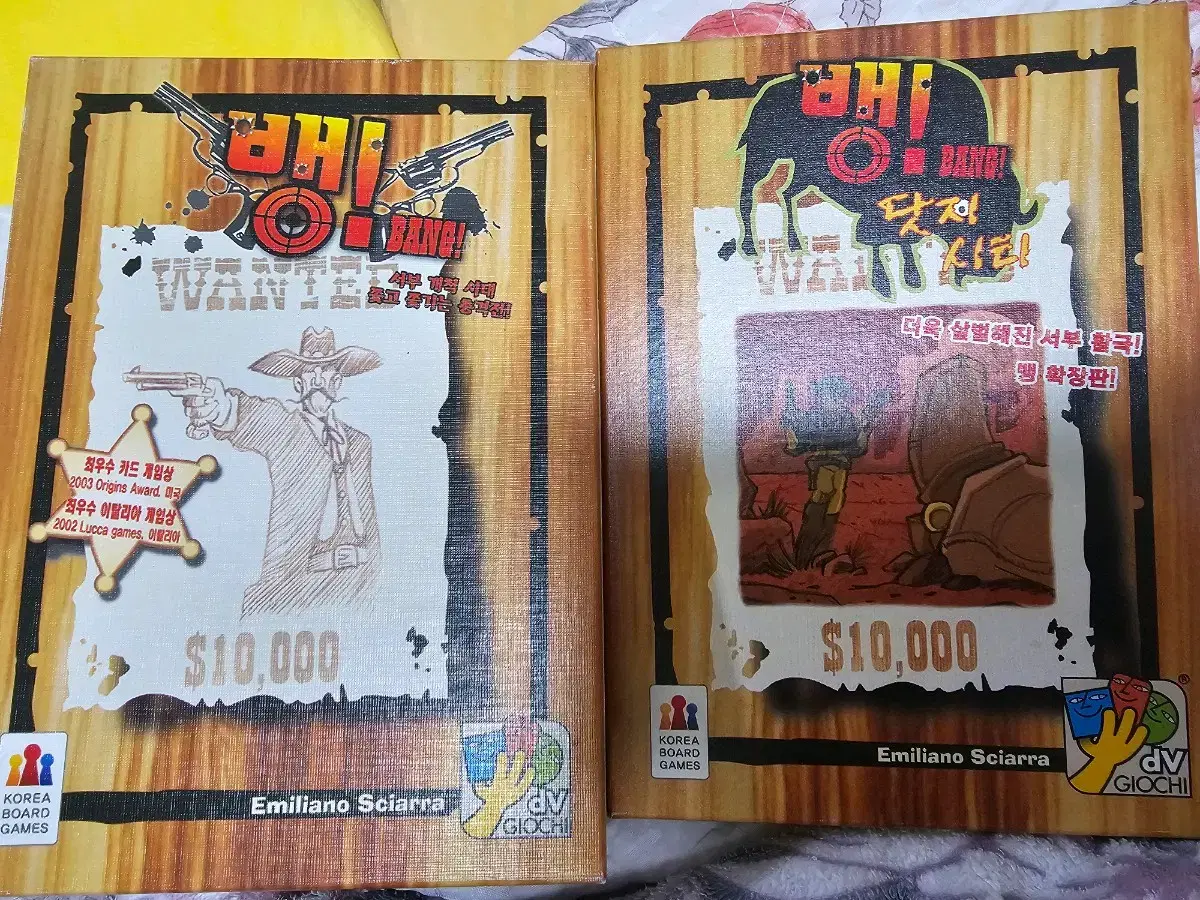 뱅!
BANG!
WANTED
서부 개척 시대
쫓고 쫓기는 총격전!
최우수 카드 게임상
2003 Origins Award, 미국
최우수 이탈리아 게임상
2002 Lucca games, 이탈리아
$10,000
KOREA
BOARD
GAMES
Emiliano Sciarra
dV
GIOCHI
뱅!
BANG!
닷지
시티
더욱 살벌해진 서부 활극!
뱅 확장판!
$10,000
KOREA
BOARD
GAMES
Emiliano Sciarra
dV
GIOCHI
®